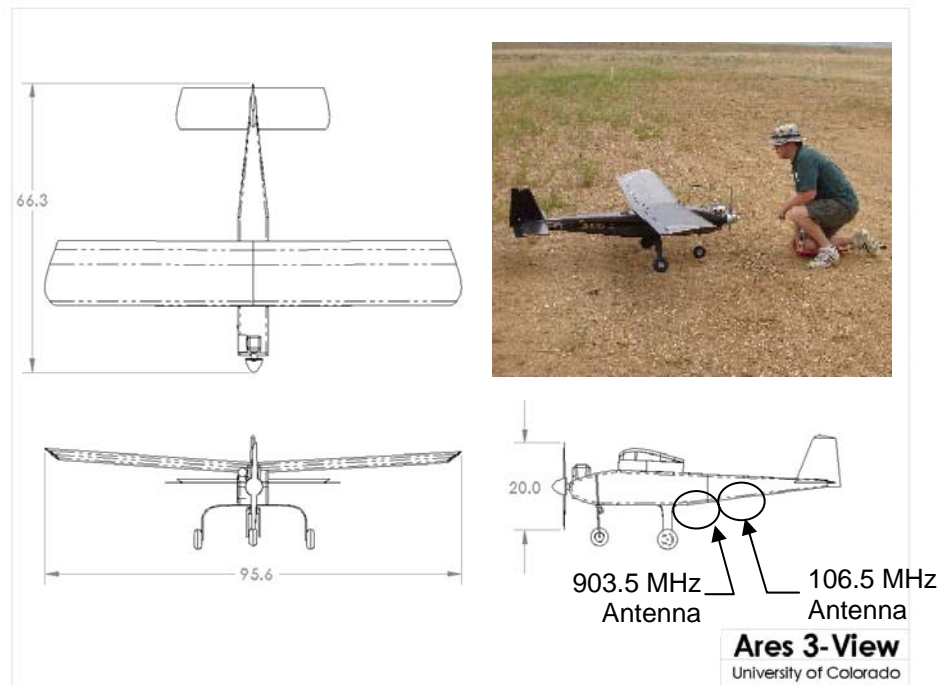 66.3
95.6
20.0
903.5 MHz
Antenna
106.5 MHz
Antenna
Ares 3-View
University of Colorado